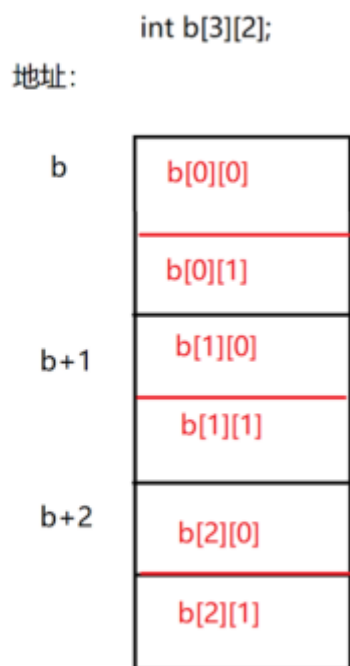 int b[3][2];
地址：
b
b[0][0]
b[0][1]
b+1
b[1][0]
b[1][1]
b+2
b[2][0]
b[2][1]